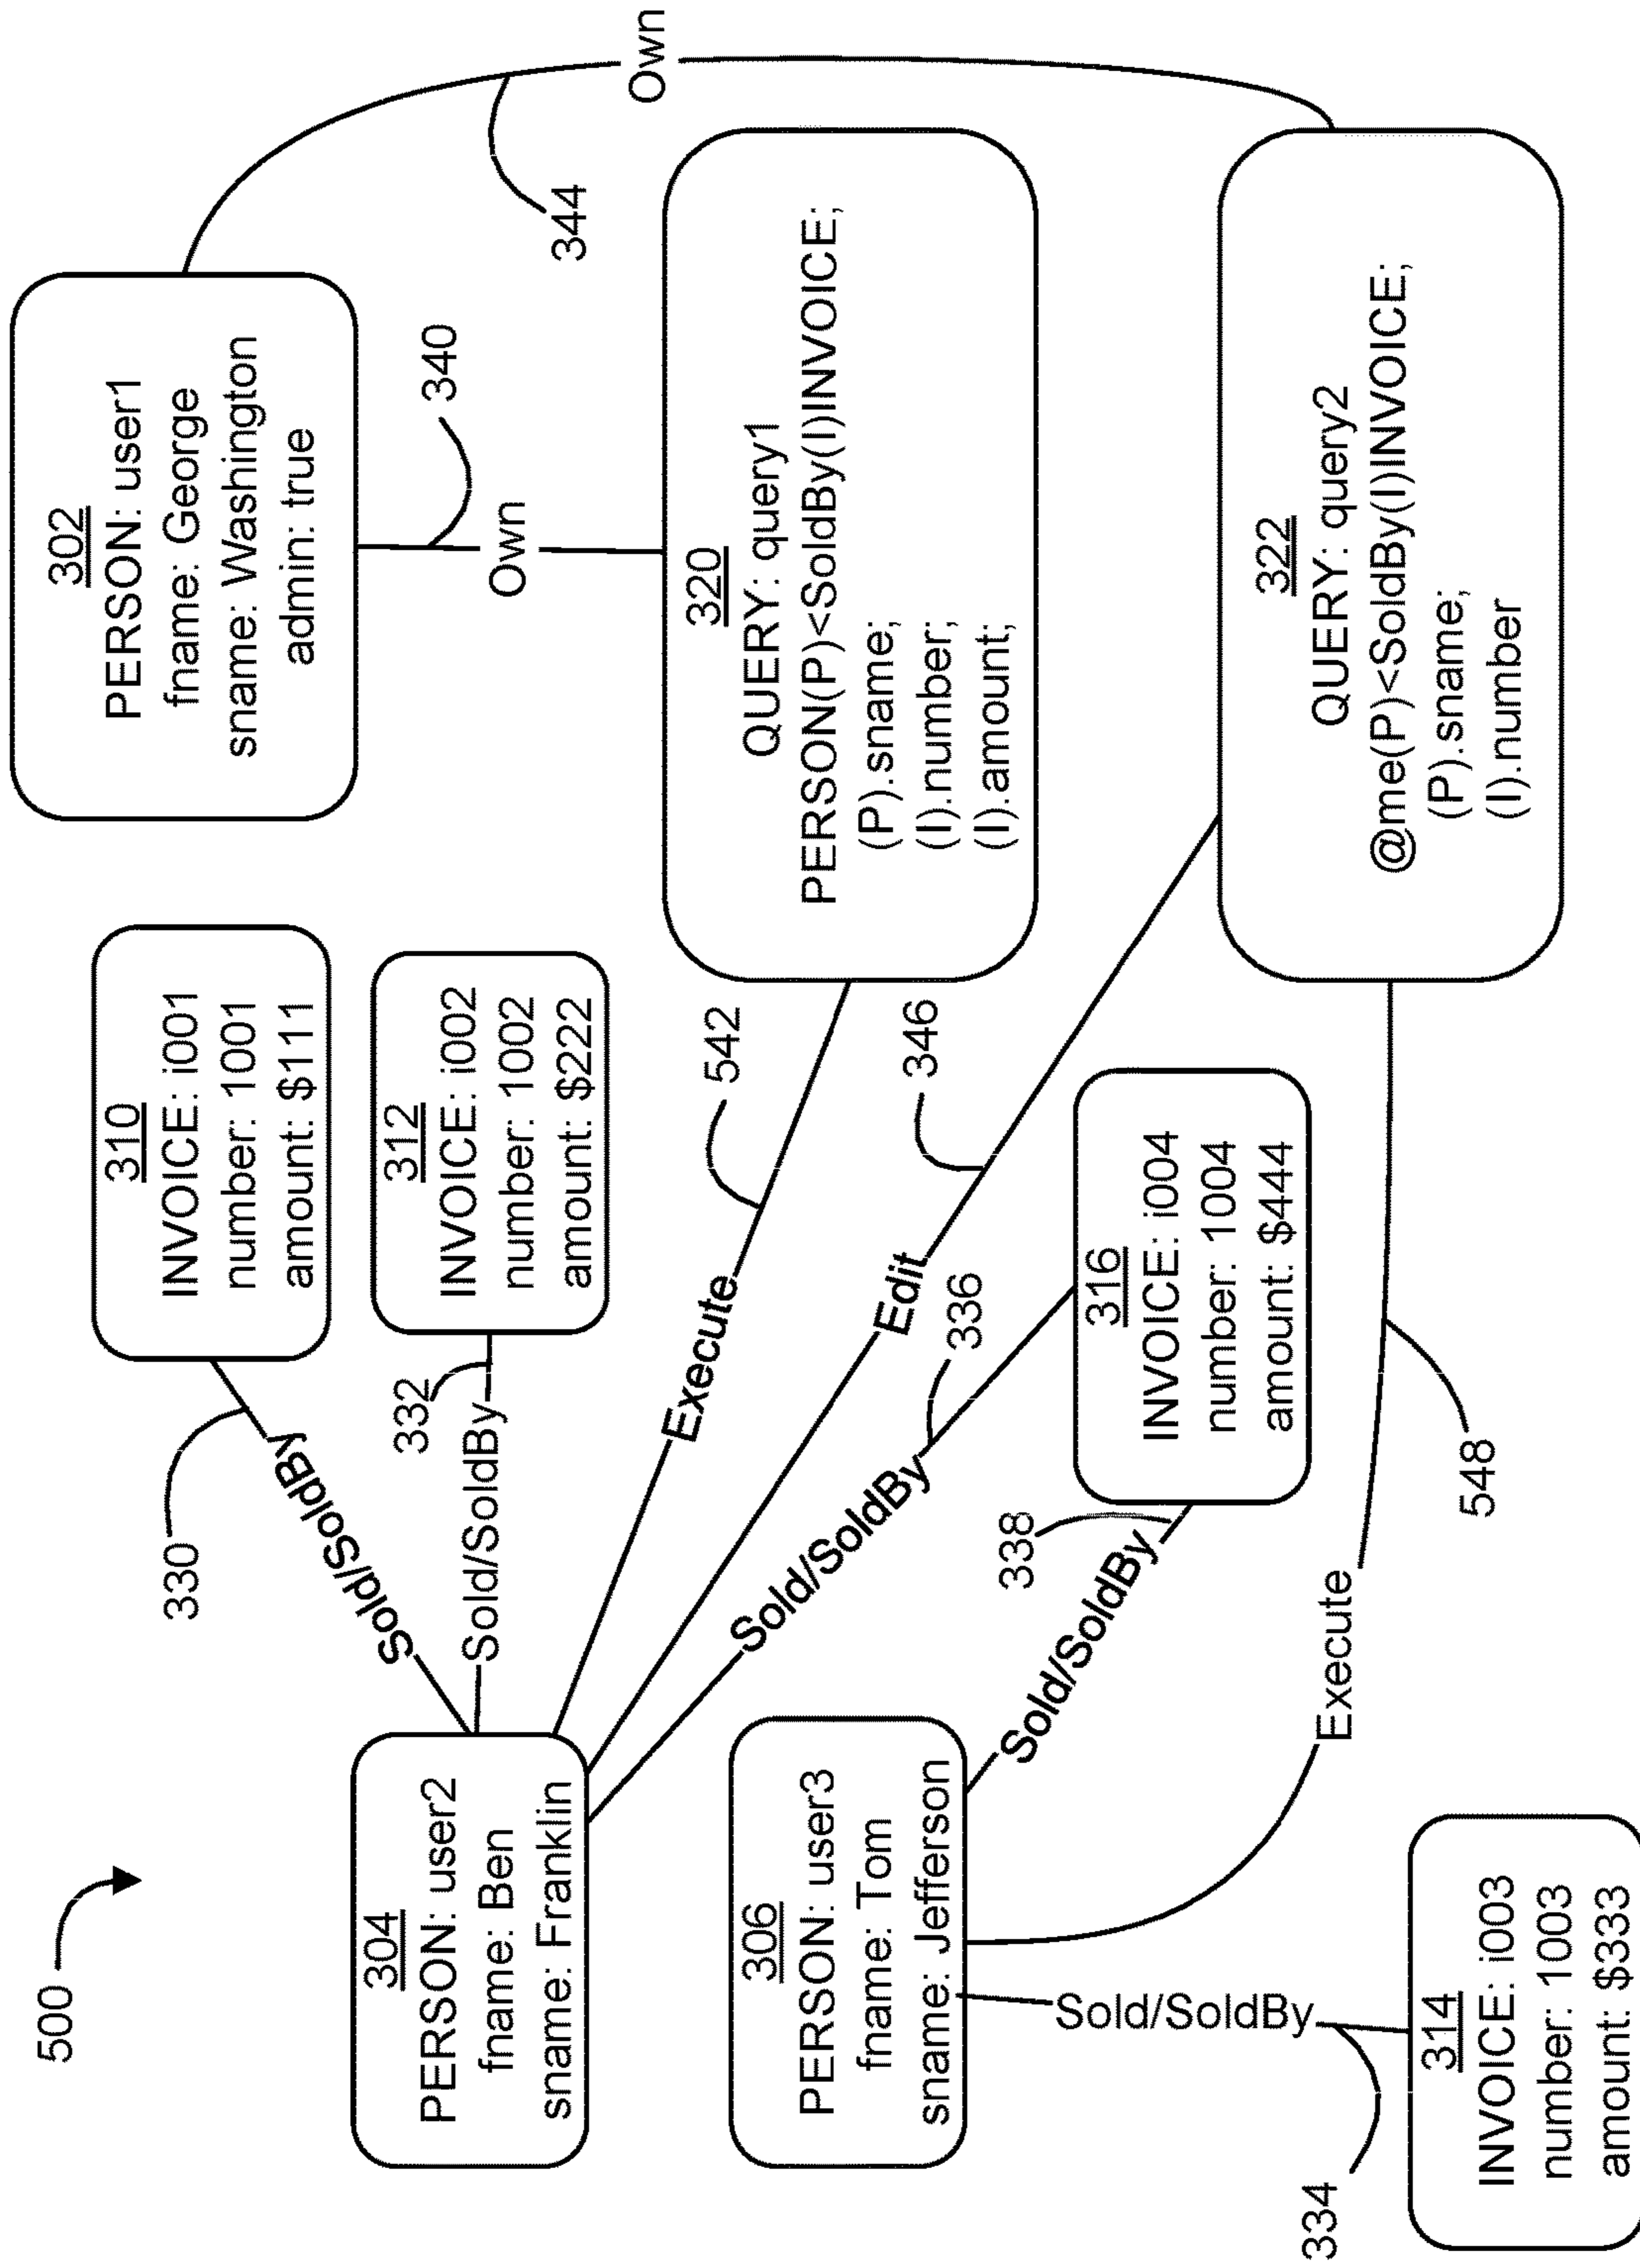 500
302
PERSON: user1
fname: George
sname: Washington
admin: true
310
INVOICE: i001
number: 1001
amount: $111
330
Sold/SoldBy
304
PERSON: user2
fname: Ben
sname: Franklin
312
INVOICE: i002
number: 1002
amount: $222
332
Sold/SoldBy
340
Own
344
Own
542
Execute
320
QUERY: query1
PERSON(P)<SoldBy(I)INVOICE;
(P).sname;
(I).number;
(I).amount;
346
Edit
336
Sold/SoldBy
306
PERSON: user3
fname: Tom
sname: Jefferson
338
Sold/SoldBy
316
INVOICE: i004
number: 1004
amount: $444
Sold/SoldBy
334
Execute
548
322
QUERY: query2
@me(P)<SoldBy(I)INVOICE;
(P).sname;
(I).number
314
INVOICE: i003
number: 1003
amount: $333